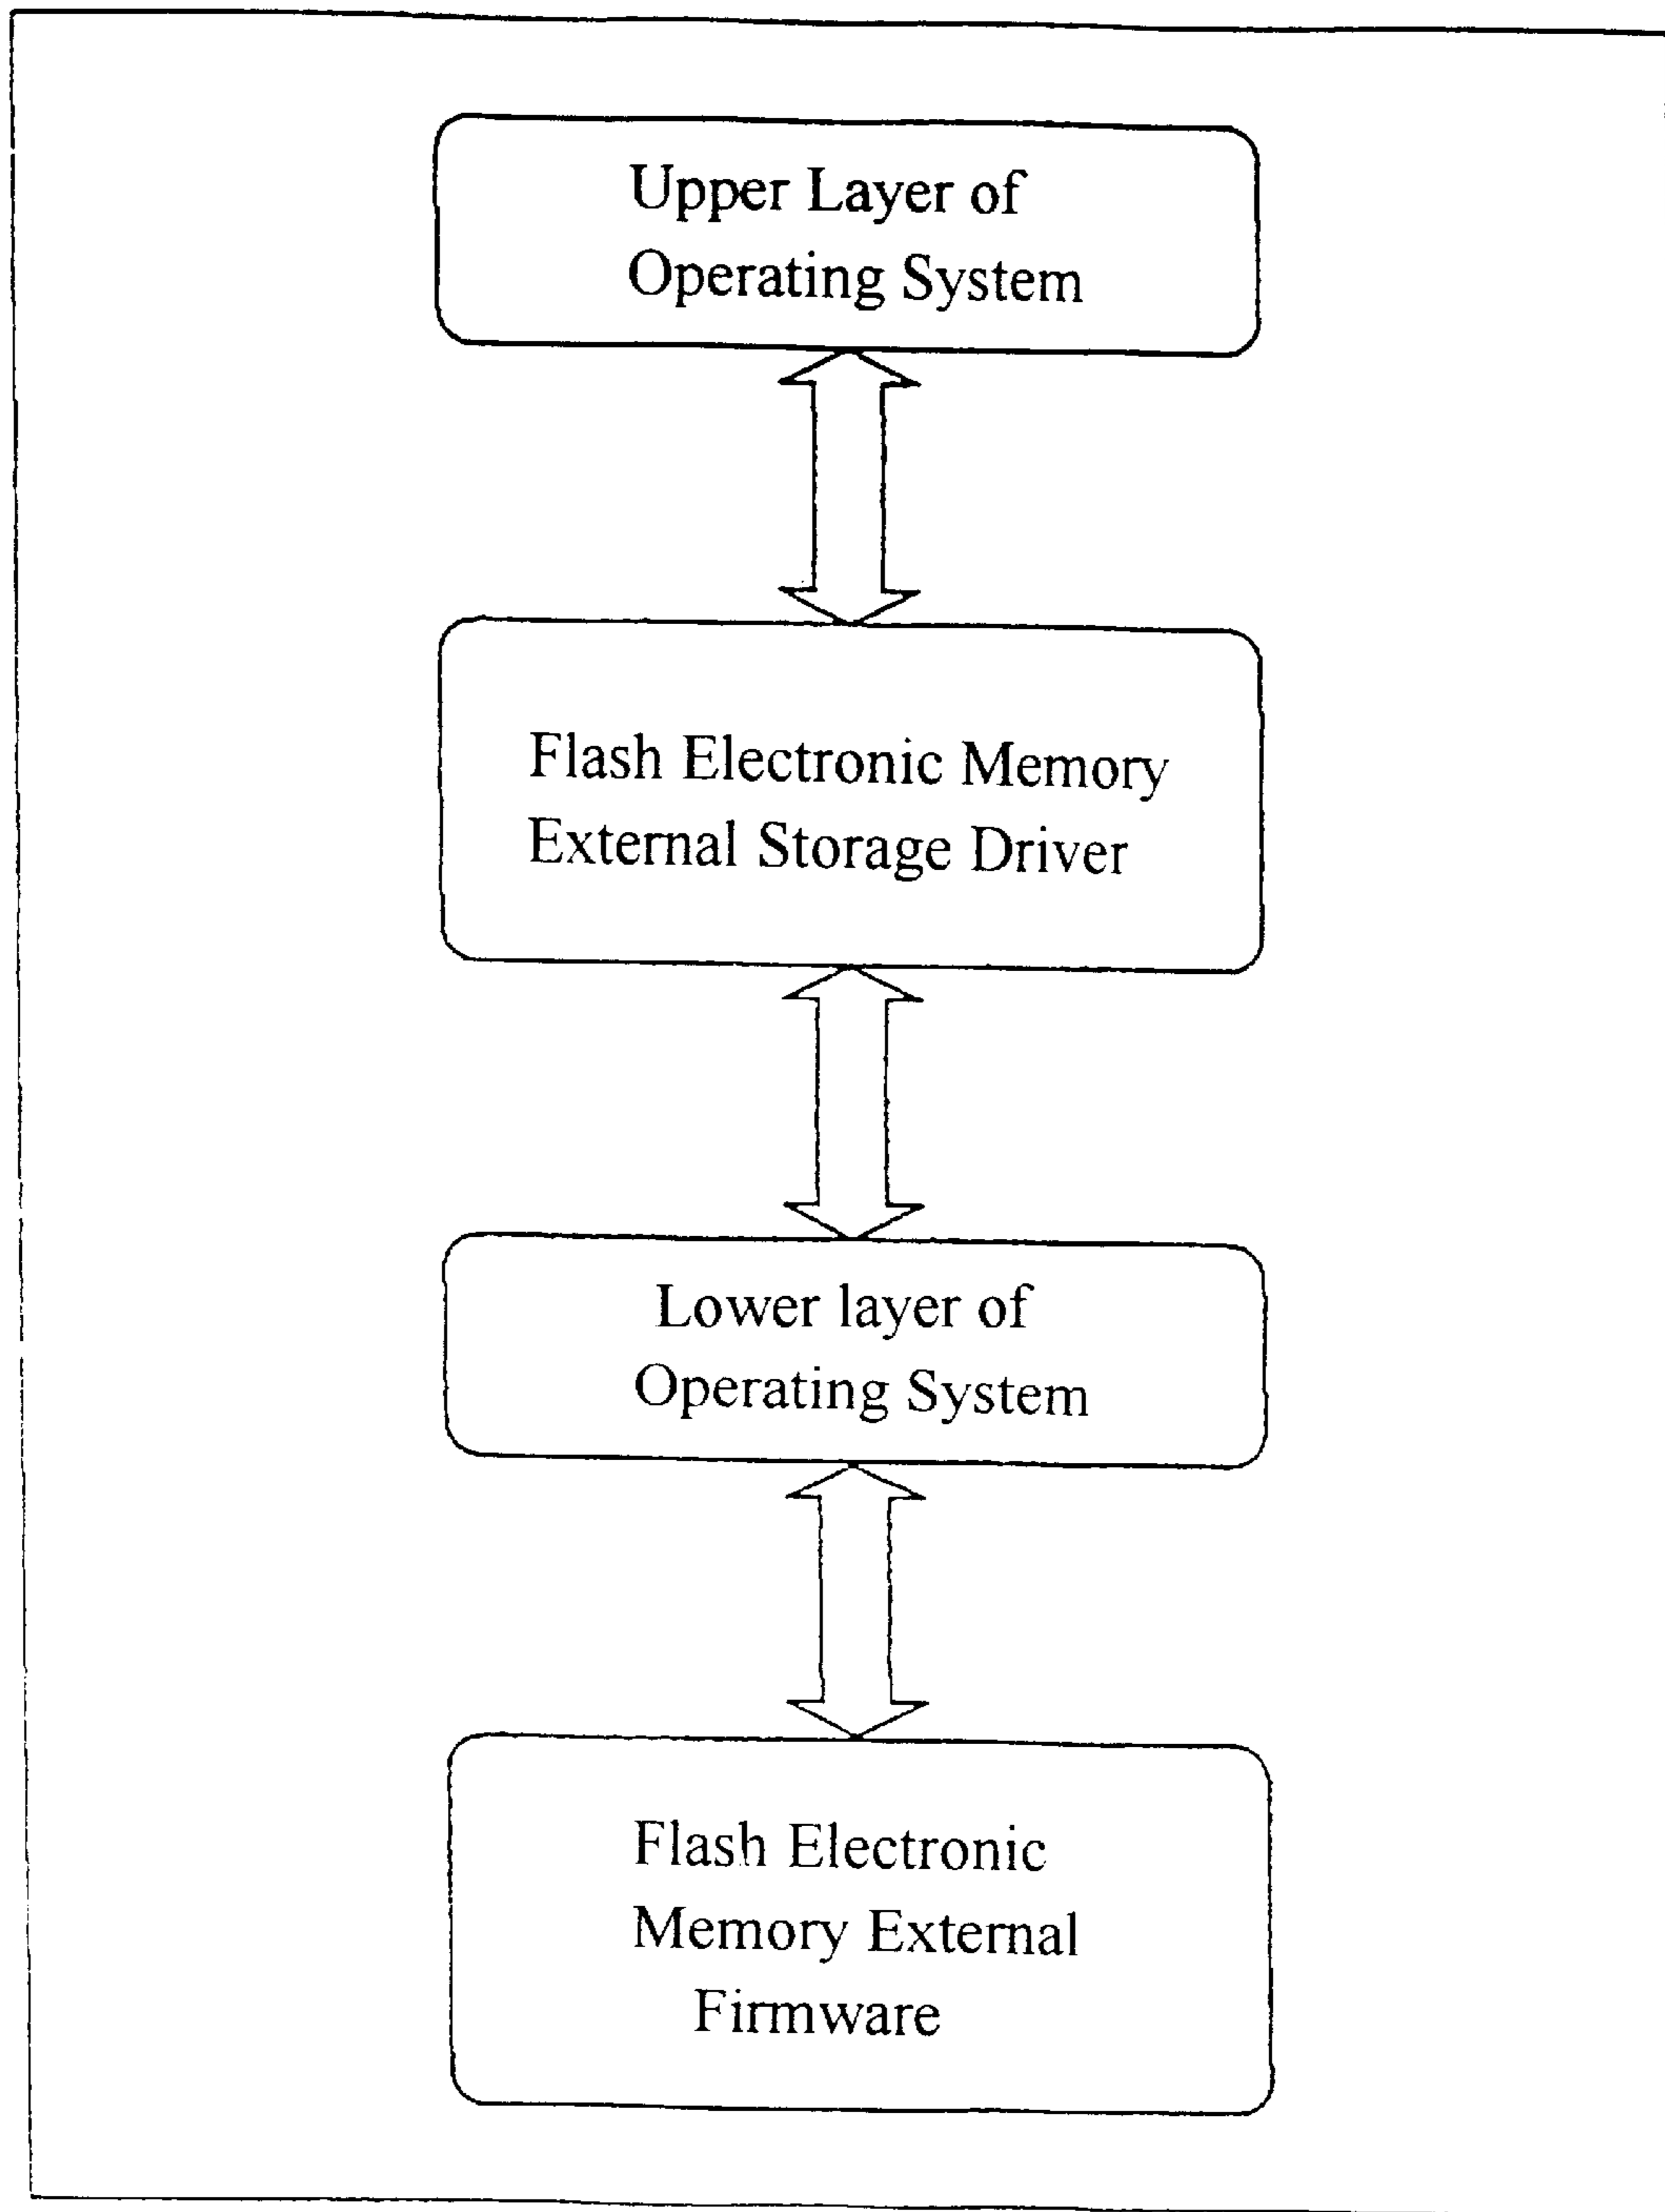 Upper Layer of
Operating System
Flash Electronic Memory
External Storage Driver
Lower layer of
Operating System
Flash Electronic
Memory External
Firmware